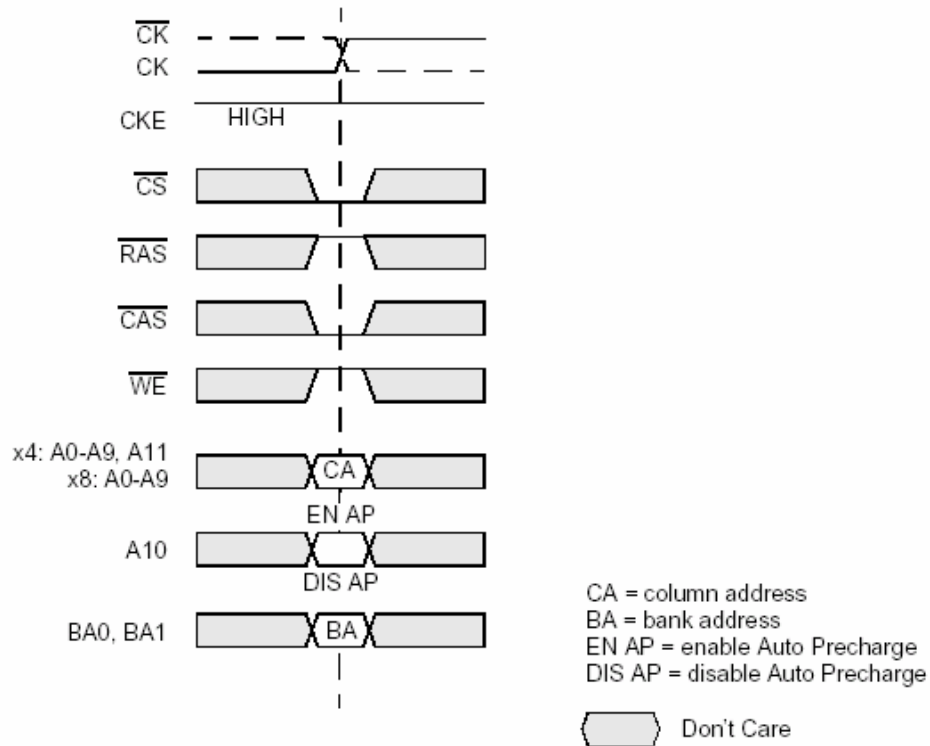 CK
CK
CKE
HIGH
CS
RAS
CAS
WE
x4: A0-A9, A11
x8: A0-A9
CA
EN AP
A10
DIS AP
BA0, BA1
BA
CA = column address
BA = bank address
EN AP = enable Auto Precharge
DIS AP = disable Auto Precharge
Don't Care